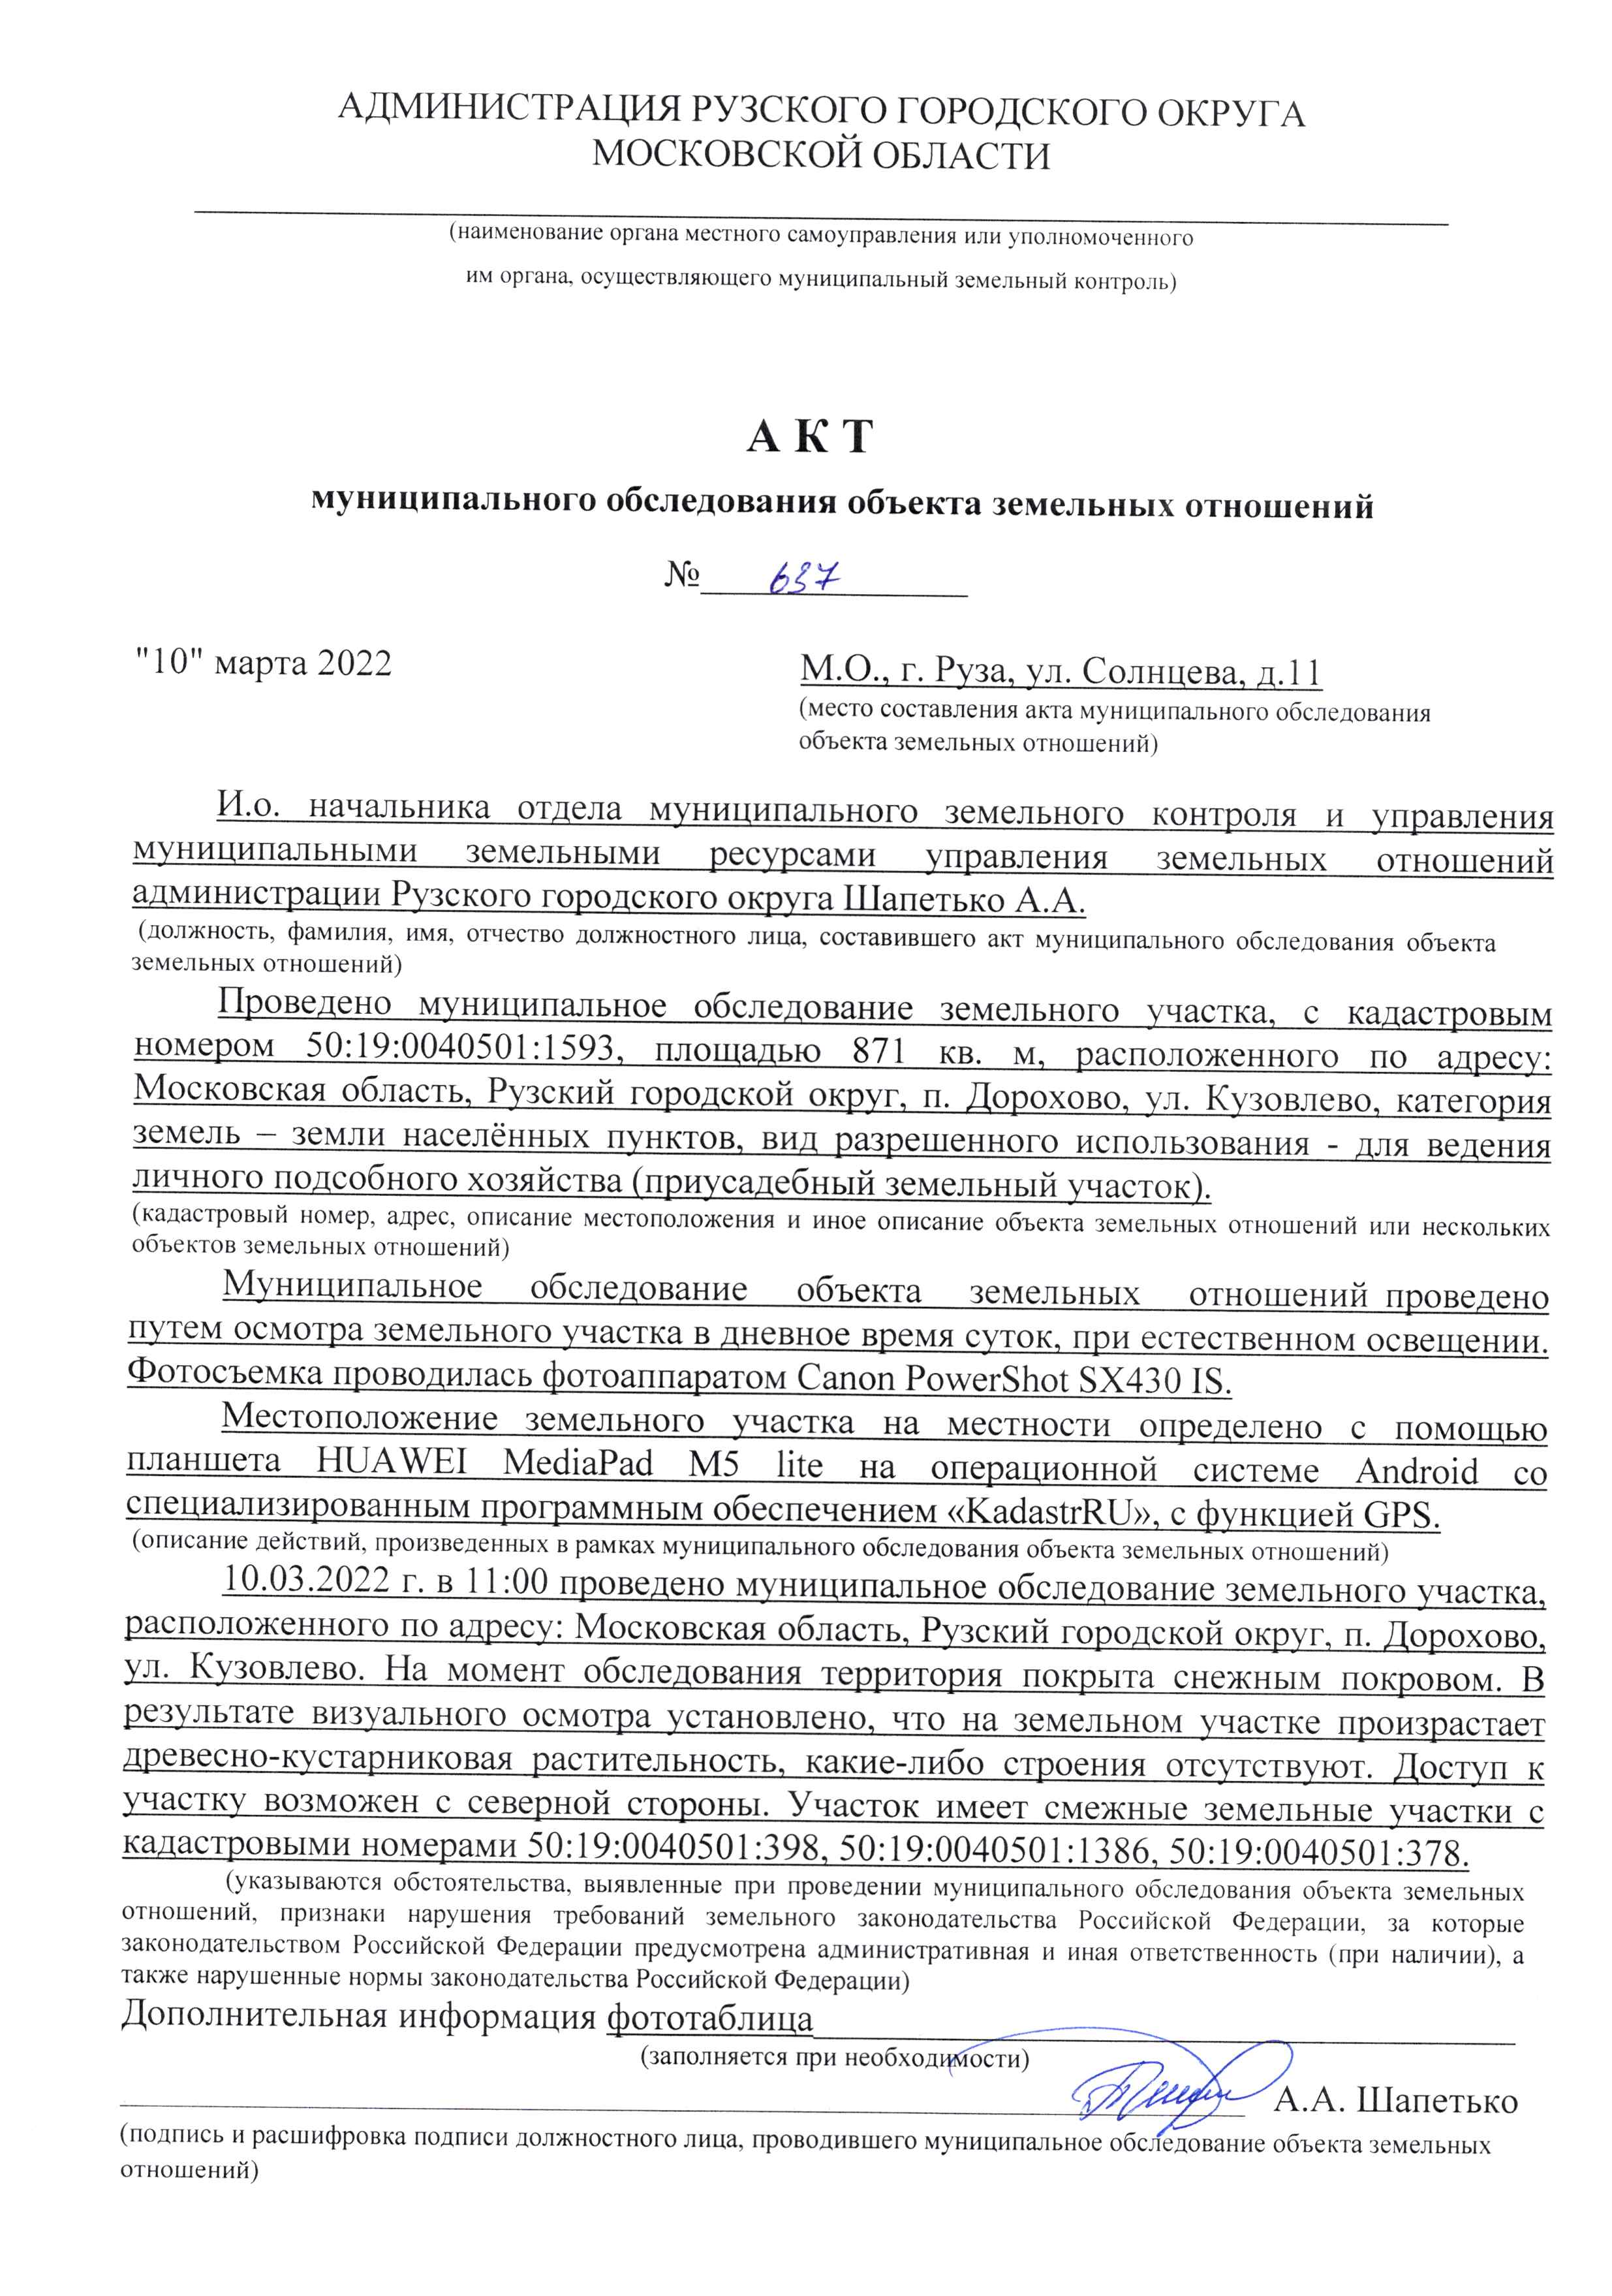 АДМИНИСТРАЦИЯ РУЗСКОГО ГОРОДСКОГО ОКРУГА
МОСКОВСКОЙ ОБЛАСТИ
(наименование органа местного самоуправления или уполномоченного
им органа, осуществляющего муниципальный земельный контроль)
А К Т
муниципального обследования объекта земельных отношений
№ 637
"10" марта 2022
М.О., г. Руза, ул. Солнцева, д.11
(место составления акта муниципального обследования
объекта земельных отношений)
И.о. начальника отдела муниципального земельного контроля и управления
муниципальными земельными ресурсами управления земельных отношений
администрации Рузского городского округа Шапетько А.А.
(должность, фамилия, имя, отчество должностного лица, составившего акт муниципального обследования объекта
земельных отношений)
Проведено муниципальное обследование земельного участка, с кадастровым
номером 50:19:0040501:1593, площадью 871 кв. м, расположенного по адресу:
Московская область, Рузский городской округ, п. Дорохово, ул. Кузовлево, категория
земель – земли населённых пунктов, вид разрешенного использования - для ведения
личного подсобного хозяйства (приусадебный земельный участок).
(кадастровый номер, адрес, описание местоположения и иное описание объекта земельных отношений или нескольких
объектов земельных отношений)
Муниципальное обследование объекта земельных отношений проведено
путем осмотра земельного участка в дневное время суток, при естественном освещении.
Фотосъемка проводилась фотоаппаратом Canon PowerShot SX430 IS.
Местоположение земельного участка на местности определено с помощью
планшета HUAWEI MediaPad M5 lite на операционной системе Android со
специализированным программным обеспечением «KadastrRU», с функцией GPS.
(описание действий, произведенных в рамках муниципального обследования объекта земельных отношений)
10.03.2022 г. в 11:00 проведено муниципальное обследование земельного участка,
расположенного по адресу: Московская область, Рузский городской округ, п. Дорохово,
ул. Кузовлево. На момент обследования территория покрыта снежным покровом. В
результате визуального осмотра установлено, что на земельном участке произрастает
древесно-кустарниковая растительность, какие-либо строения отсутствуют. Доступ к
участку возможен с северной стороны. Участок имеет смежные земельные участки с
кадастровыми номерами 50:19:0040501:398, 50:19:0040501:1386, 50:19:0040501:378.
(указываются обстоятельства, выявленные при проведении муниципального обследования объекта земельных
отношений, признаки нарушения требований земельного законодательства Российской Федерации, за которые
законодательством Российской Федерации предусмотрена административная и иная ответственность (при наличии), а
также нарушенные нормы законодательства Российской Федерации)
Дополнительная информация фототаблица
(заполняется при необходимости)
А.А. Шапетько
(подпись и расшифровка подписи должностного лица, проводившего муниципальное обследование объекта земельных
отношений)